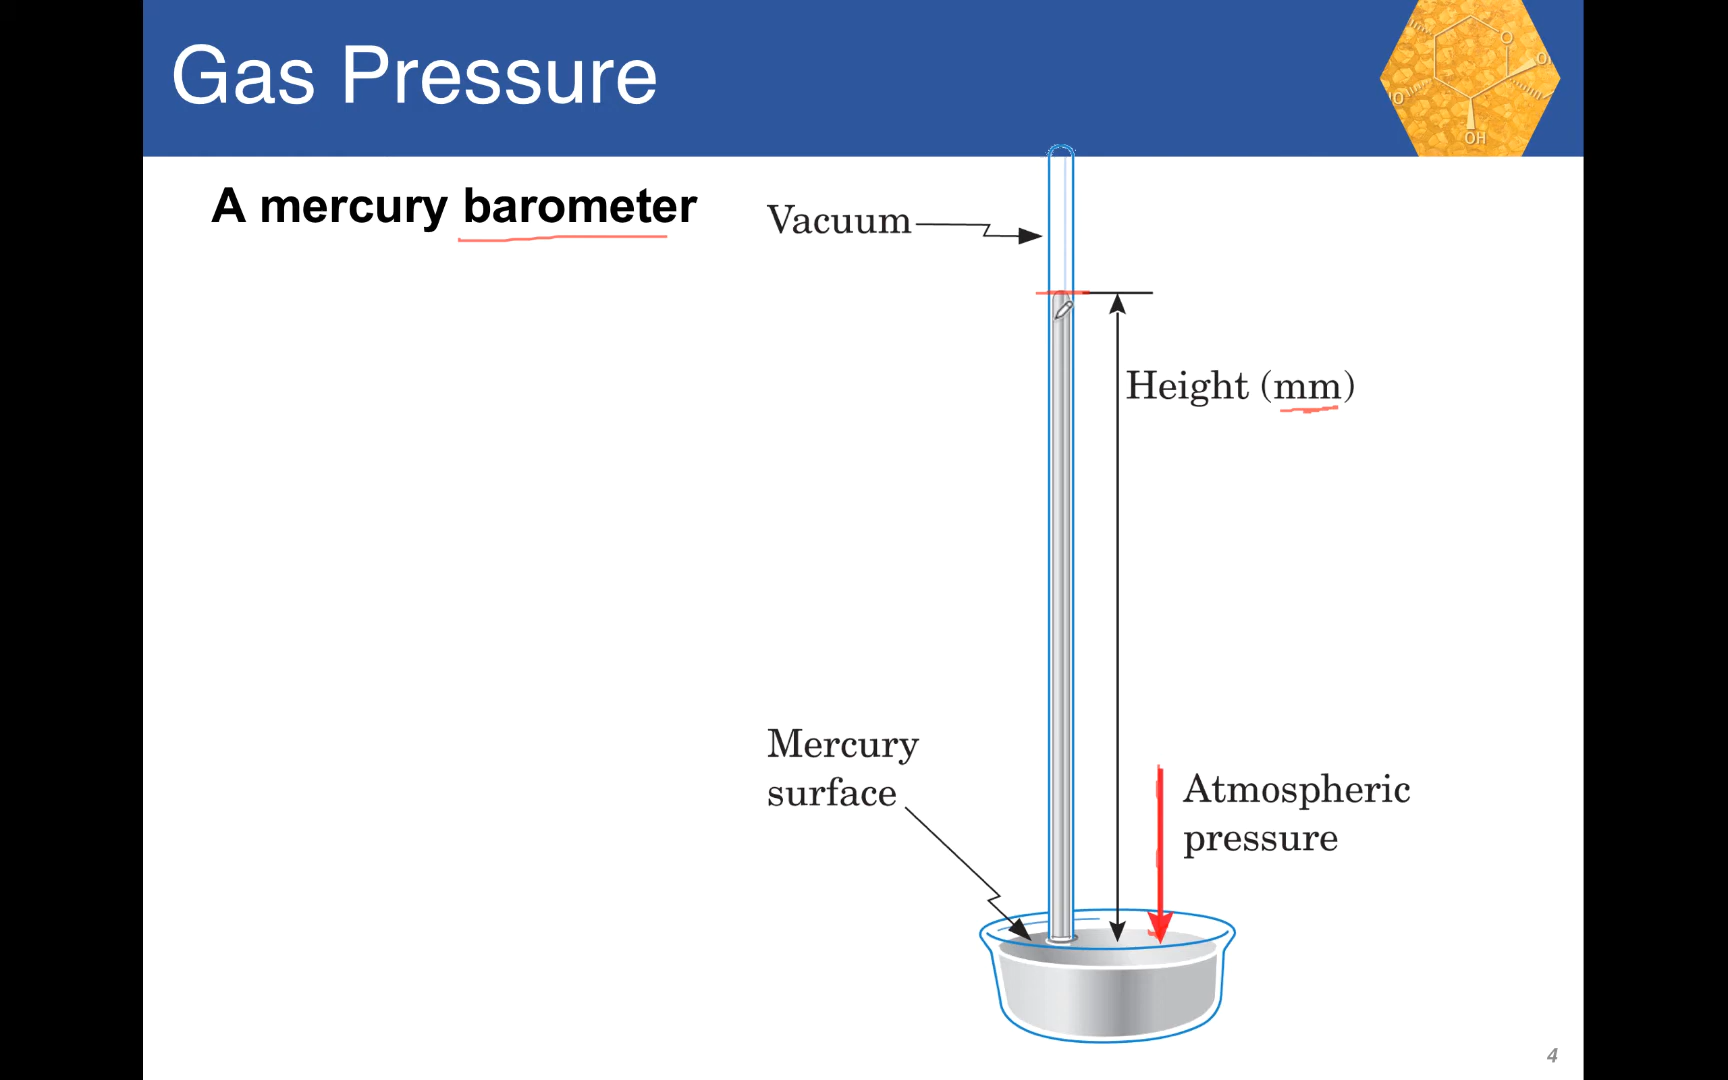 Gas Pressure
O
O
O
OH
A mercury barometer
Vacuum
Height (mm)
Mercury
surface
Atmospheric
pressure
4